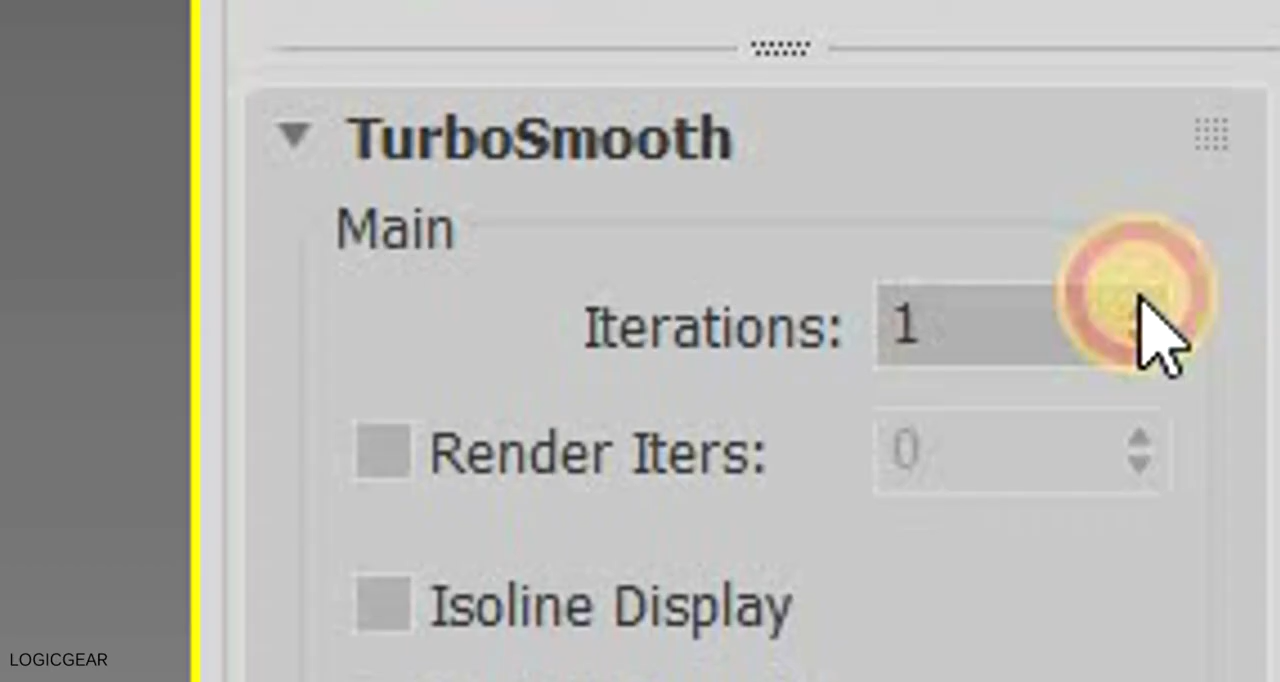 TurboSmooth
Main
Iterations: 1
Render Iters: 0
Isoline Display
LOGICGEAR